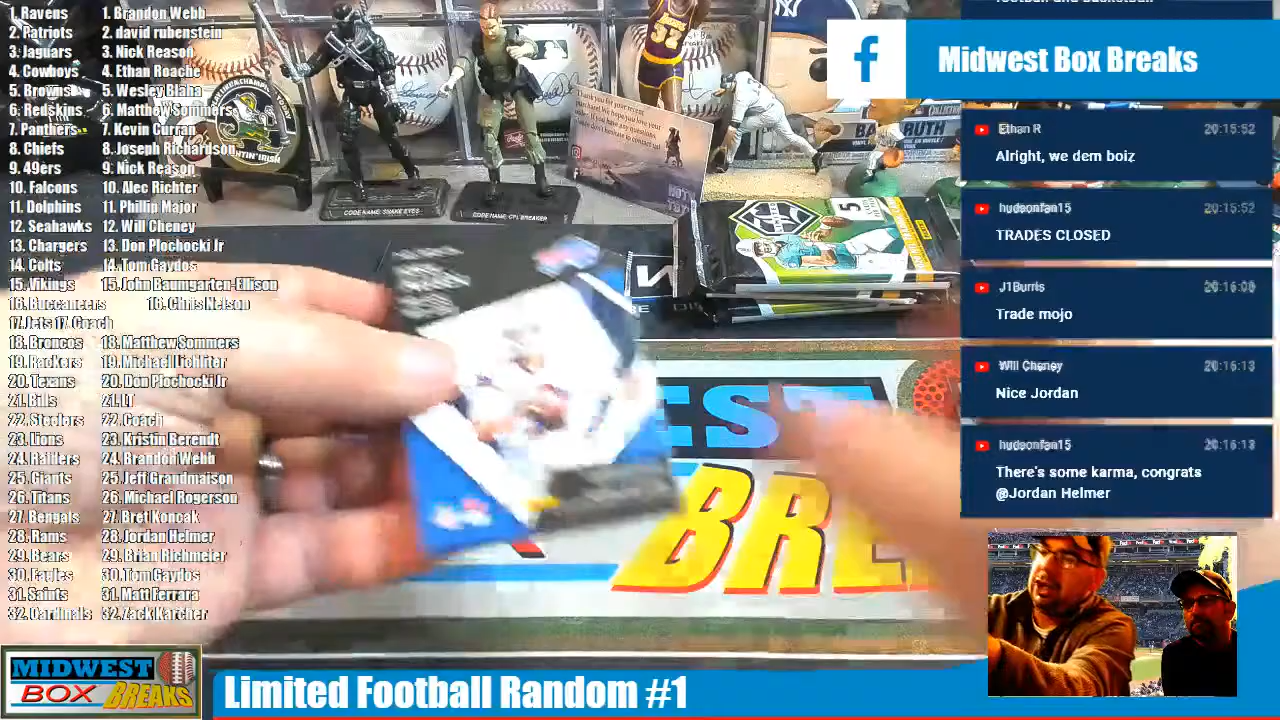 1. Ravens 1. Brandon Webb
2. Patriots 2. david rubenstein
3. Jaguars 3. Nick Reason
4. Cowboys 4. Ethan Roache
5. Browns 5. Wesley Blaha
6. Redskins 6. Matthew Sommers
7. Panthers 7. Kevin Curran
8. Chiefs 8. Joseph Richardson
9. 49ers 9. Nick Reason
10. Falcons 10. Alec Richter
11. Dolphins 11. Phillip Major
12. Seahawks 12. Will Cheney
13. Chargers 13. Don Plochocki Jr
14. Colts 14. Tom Gaydos
15. Vikings 15. John Baumgarten-Ellison
16. Buccaneers 16. Chris Nelson
17. Jets 17. Coach
18. Broncos 18. Matthew Sommers
19. Packers 19. Michael
20. Texans 20. Don Plochocki Jr
21. Bills 21. LT
22. Steelers 22. Coach
23. Lions 23. Kristin Berendt
24. Raiders 24. Brandon Webb
25. Giants 25. Jeff Grandmaison
26. Titans 26. Michael Rogerson
27. Bengals 27. Bret Koncak
28. Rams 28. Jordan Helmer
29. Bears 29. Brian Richmeier
30. Eagles 30. Tom Gaydos
31. Saints 31. Matt Ferrara
32. Cardinals 32. Zack Karcher
CODE NAME: SNAKE EYES
CODE NAME: CPL BREAKER
32
RUTH
5
EST
BRE
Midwest Box Breaks
Ethan R 20:15:52
Alright, we dem boiz
hudsonfan15 20:15:52
TRADES CLOSED
J1Burris 20:16:08
Trade mojo
Will Cheney 20:16:13
Nice Jordan
hudsonfan15 20:16:13
There's some karma, congrats
@Jordan Helmer
MIDWEST
BOX BREAKS
Limited Football Random #1